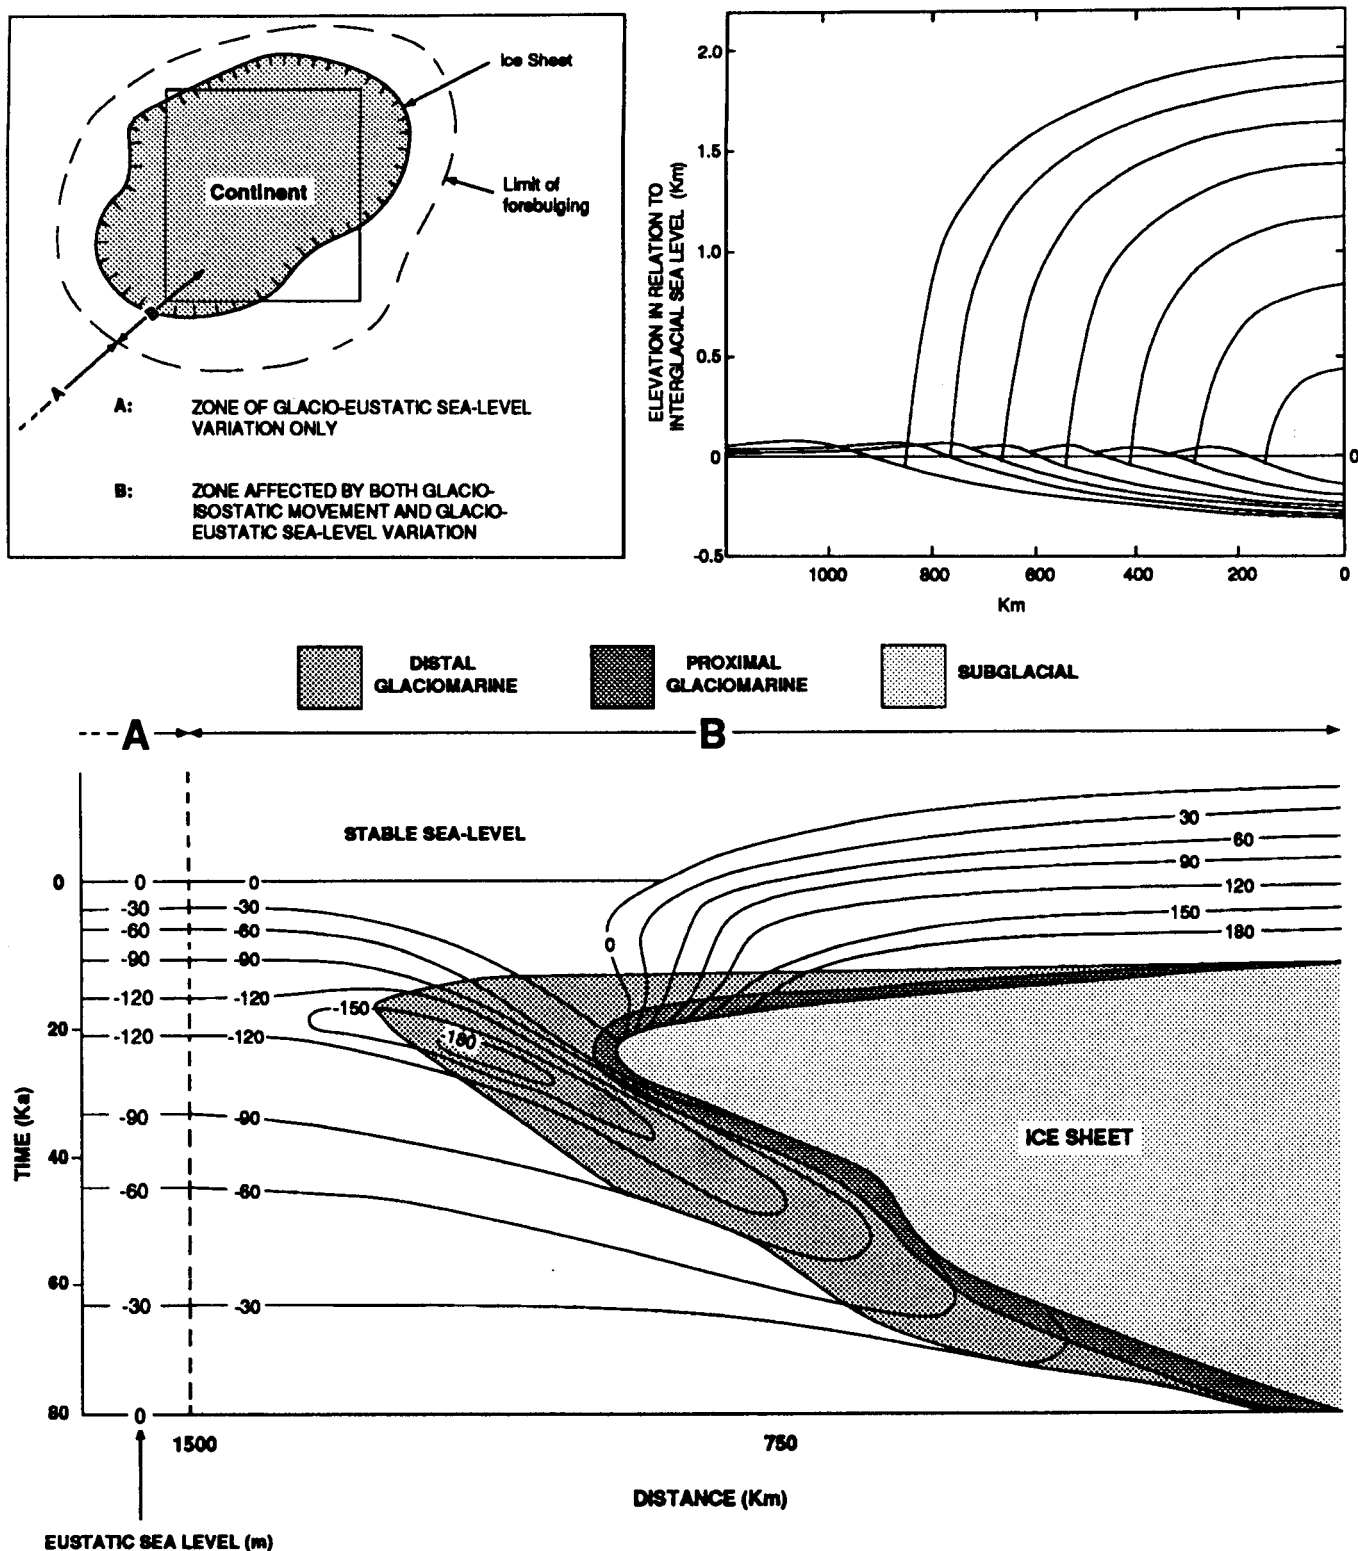 Ice Sheet
Continent
Limit of
forebulging
A
B
A: ZONE OF GLACIO-EUSTATIC SEA-LEVEL
VARIATION ONLY
B: ZONE AFFECTED BY BOTH GLACIO-
ISOSTATIC MOVEMENT AND GLACIO-
EUSTATIC SEA-LEVEL VARIATION
ELEVATION IN RELATION TO
INTERGLACIAL SEA LEVEL (Km)
2.0
1.5
1.0
0.5
0
0
-0.5
1000 800 600 400 200 0
Km
DISTAL
GLACIOMARINE
PROXIMAL
GLACIOMARINE
SUBGLACIAL
A B
STABLE SEA-LEVEL
30
60
90
120
150
180
0
0 0 0
-30 -30
-60 -60
-90 -90
-120 -120
-150
20
-120 -120
-180
-90 -90
40
-60 -60
60
-30 -30
80 0
ICE SHEET
TIME (Ka)
1500 750
DISTANCE (Km)
EUSTATIC SEA LEVEL (m)